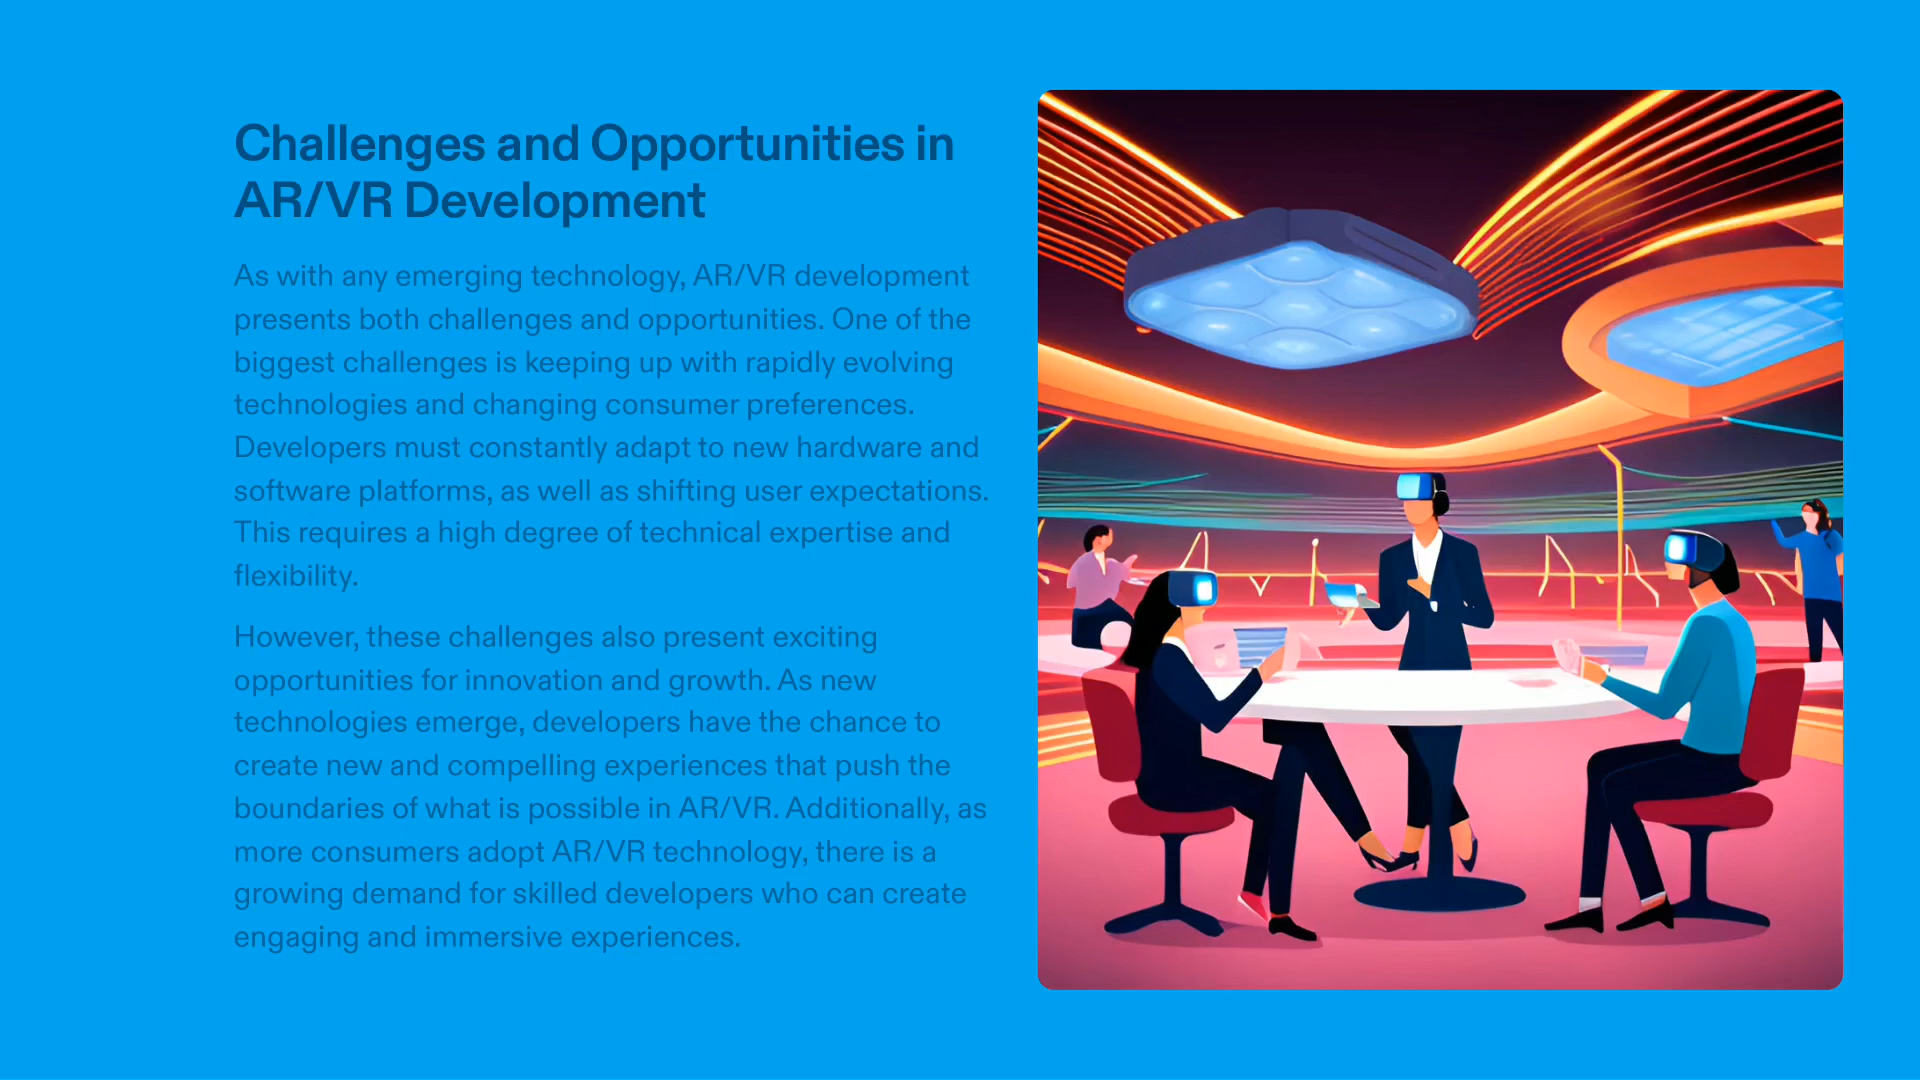 Challenges and Opportunities in
AR/VR Development
As with any emerging technology, AR/VR development
presents both challenges and opportunities. One of the
biggest challenges is keeping up with rapidly evolving
technologies and changing consumer preferences.
Developers must constantly adapt to new hardware and
software platforms, as well as shifting user expectations.
This requires a high degree of technical expertise and
flexibility.
However, these challenges also present exciting
opportunities for innovation and growth. As new
technologies emerge, developers have the chance to
create new and compelling experiences that push the
boundaries of what is possible in AR/VR. Additionally, as
more consumers adopt AR/VR technology, there is a
growing demand for skilled developers who can create
engaging and immersive experiences.